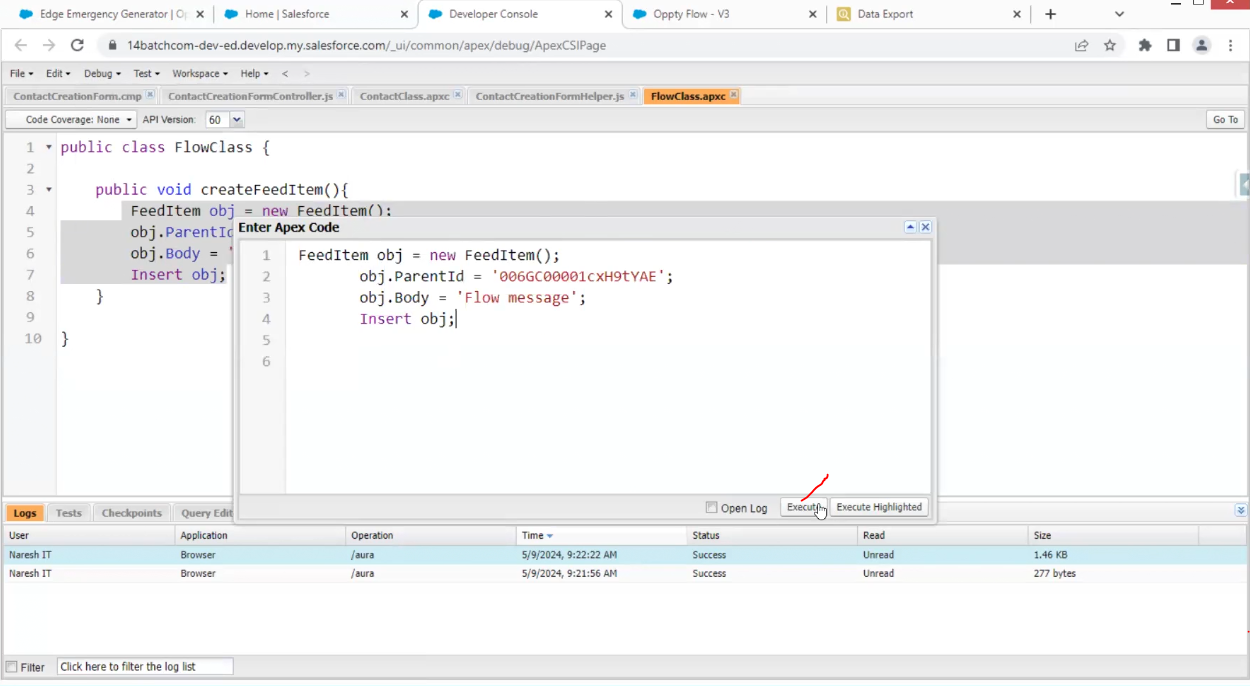 Edge Emergency Generator | O
Home | Salesforce
Developer Console
Oppty Flow - V3
Data Export
14batchcom-dev-ed.develop.my.salesforce.com/_ui/common/apex/debug/ApexCSIPage
File Edit Debug Test Workspace Help < >
ContactCreationForm.cmp ContactCreationFormController.js ContactClass.apxc ContactCreationFormHelper.js FlowClass.apxc
Code Coverage: None API Version: 60 Go To
1 public class FlowClass {
2
3 public void createFeedItem(){
4 FeedItem obj = new FeedItem();
5 obj.ParentId
6 obj.Body = '
7 Insert obj;
8 }
9
10 }
Enter Apex Code
1 FeedItem obj = new FeedItem();
2 obj.ParentId = '006GC00001cxH9tYAE';
3 obj.Body = 'Flow message';
4 Insert obj;
5
6
Open Log Execute Execute Highlighted
Logs Tests Checkpoints Query Edit
User Application Operation Time Status Read Size
Naresh IT Browser /aura 5/9/2024, 9:22:22 AM Success Unread 1.46 KB
Naresh IT Browser /aura 5/9/2024, 9:21:56 AM Success Unread 277 bytes
Filter Click here to filter the log list